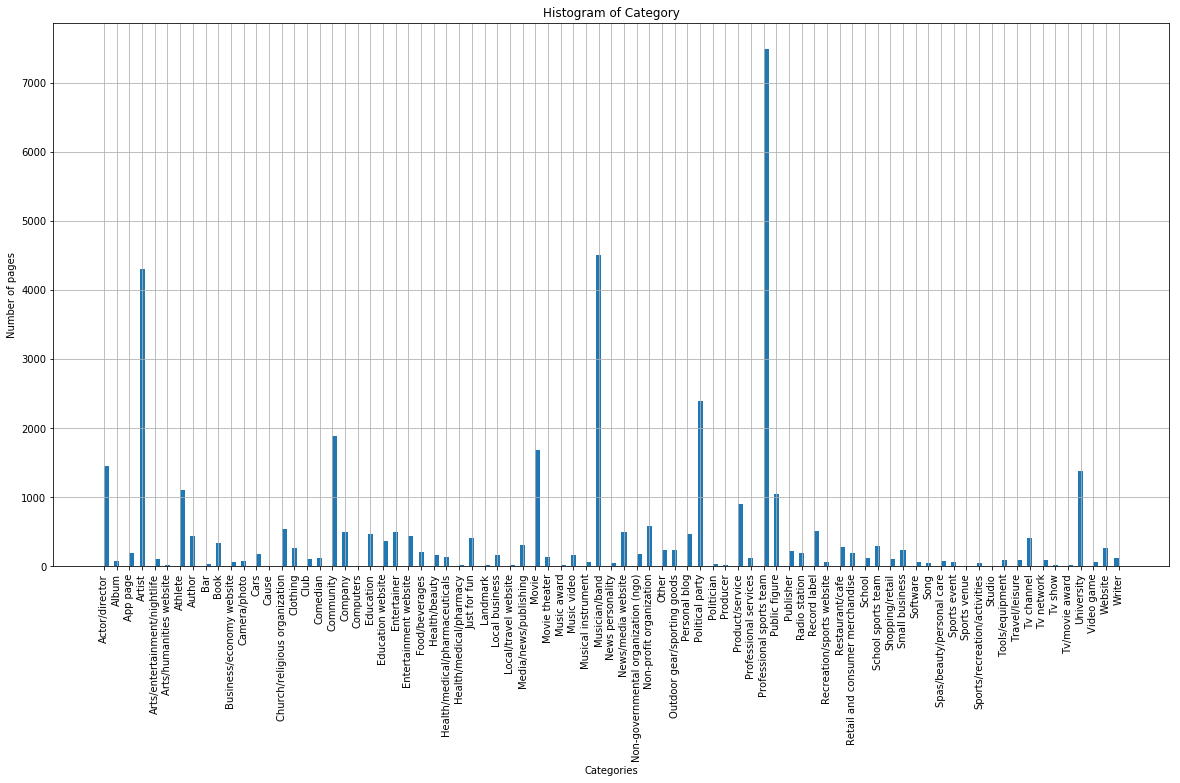 Histogram of Category
Number of pages
7000
6000
5000
4000
3000
2000
1000
0
Actor/director
Album
App page
Artist
Arts/entertainment/nightlife
Arts/humanities website
Athlete
Author
Bar
Book
Business/economy website
Camera/photo
Cars
Cause
Church/religious organization
Clothing
Club
Comedian
Community
Company
Computers
Education
Education website
Entertainer
Entertainment website
Food/beverages
Health/beauty
Health/medical/pharmaceuticals
Health/medical/pharmacy
Just for fun
Landmark
Local business
Local/travel website
Media/news/publishing
Movie
Movie theater
Music award
Music video
Musical instrument
Musician/band
News personality
News/media website
Non-governmental organization (ngo)
Non-profit organization
Other
Outdoor gear/sporting goods
Personal blog
Political party
Politician
Producer
Product/service
Professional services
Professional sports team
Public figure
Publisher
Radio station
Record label
Recreation/sports website
Restaurant/cafe
Retail and consumer merchandise
School
School sports team
Shopping/retail
Small business
Software
Song
Spas/beauty/personal care
Sports event
Sports venue
Sports/recreation/activities
Studio
Tools/equipment
Travel/leisure
Tv channel
Tv network
Tv show
Tv/movie award
University
Video game
Website
Writer
Categories